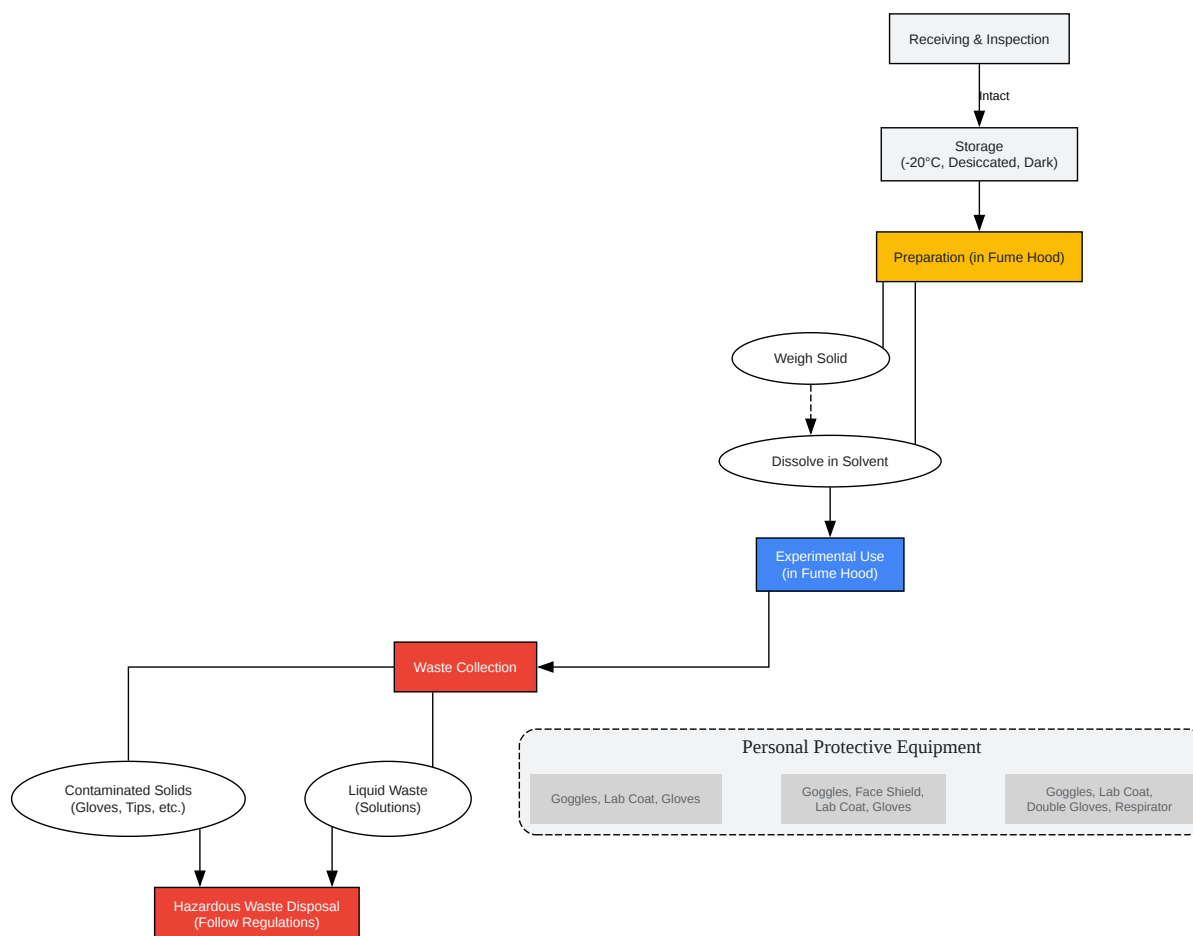 Receiving & Inspection
Intact
Storage
(-20°C, Desiccated, Dark)
Preparation (in Fume Hood)
Weigh Solid
Dissolve in Solvent
Experimental Use
(in Fume Hood)
Waste Collection
Personal Protective Equipment
Goggles, Lab Coat, Gloves
Goggles, Face Shield,
Lab Coat, Gloves
Goggles, Lab Coat,
Double Gloves, Respirator
Contaminated Solids
(Gloves, Tips, etc.)
Liquid Waste
(Solutions)
Hazardous Waste Disposal
(Follow Regulations)